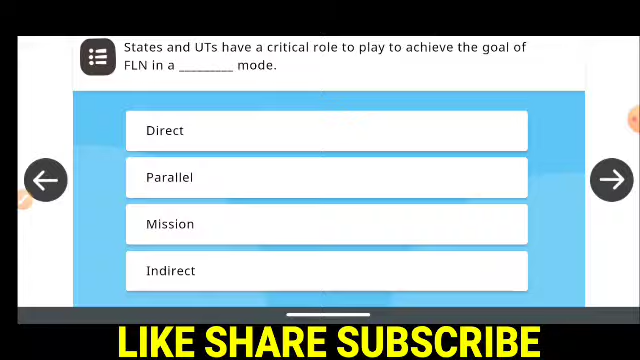 States and UTs have a critical role to play to achieve the goal of
FLN in a _________ mode.
Direct
Parallel
Mission
Indirect
LIKE SHARE SUBSCRIBE